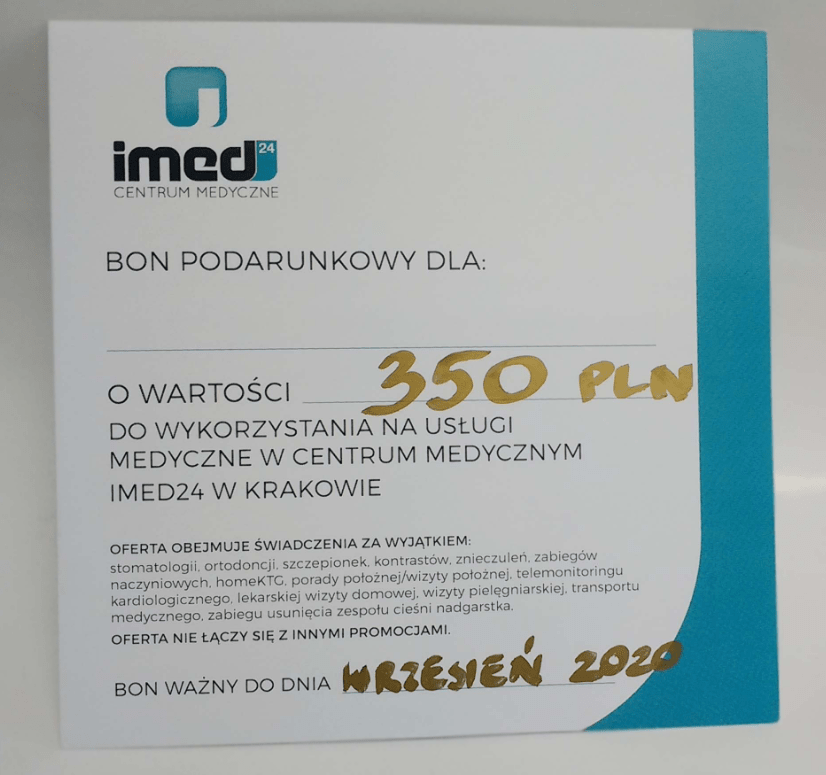 imed24
CENTRUM MEDYCZNE
BON PODARUNKOWY DLA:
O WARTOŚCI 350 PLN
DO WYKORZYSTANIA NA USŁUGI
MEDYCZNE W CENTRUM MEDYCZNYM
IMED24 W KRAKOWIE
OFERTA OBEJMUJE ŚWIADCZENIA ZA WYJĄTKIEM:
stomatologii, ortodoncji, szczepionek, kontrastów, znieczuleń, zabiegów
naczyniowych, homeKTG, porady położnej/wizyty położnej, telemonitoringu
kardiologicznego, lekarskiej wizyty domowej, wizyty pielęgniarskiej, transportu
medycznego, zabiegu usunięcia zespołu cieśni nadgarstka.
OFERTA NIE ŁĄCZY SIĘ Z INNYMI PROMOCJAMI.
BON WAŻNY DO DNIA WRZESIEŃ 2020